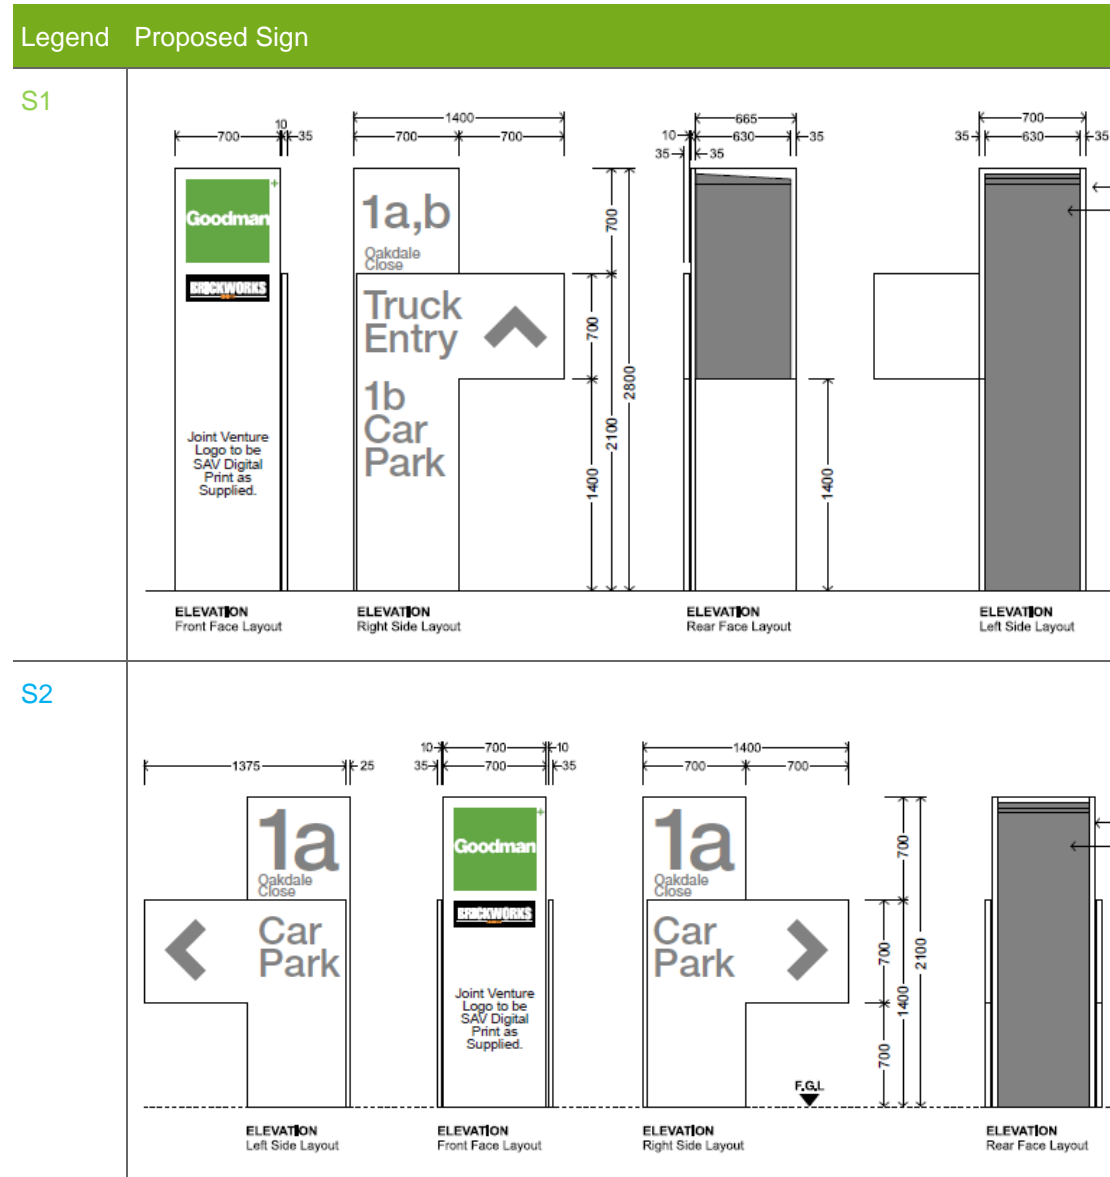 Legend Proposed Sign
S1
700 10 35
1400
700 700
665
10 630 35
35 35
700
35 630 35
Goodman+
BRICKWORKS
Joint Venture
Logo to be
SAV Digital
Print as
Supplied.
1a,b
Oakdale
Close
Truck
Entry
1b
Car
Park
700
700
1400
2100
2800
1400
ELEVATION
Front Face Layout
ELEVATION
Right Side Layout
ELEVATION
Rear Face Layout
ELEVATION
Left Side Layout
S2
1375 25
10 700 10
35 700 35
1400
700 700
1a
Oakdale
Close
Car
Park
Goodman+
BRICKWORKS
Joint Venture
Logo to be
SAV Digital
Print as
Supplied.
1a
Oakdale
Close
Car
Park
700
700
700
1400
2100
F.G.L
ELEVATION
Left Side Layout
ELEVATION
Front Face Layout
ELEVATION
Right Side Layout
ELEVATION
Rear Face Layout